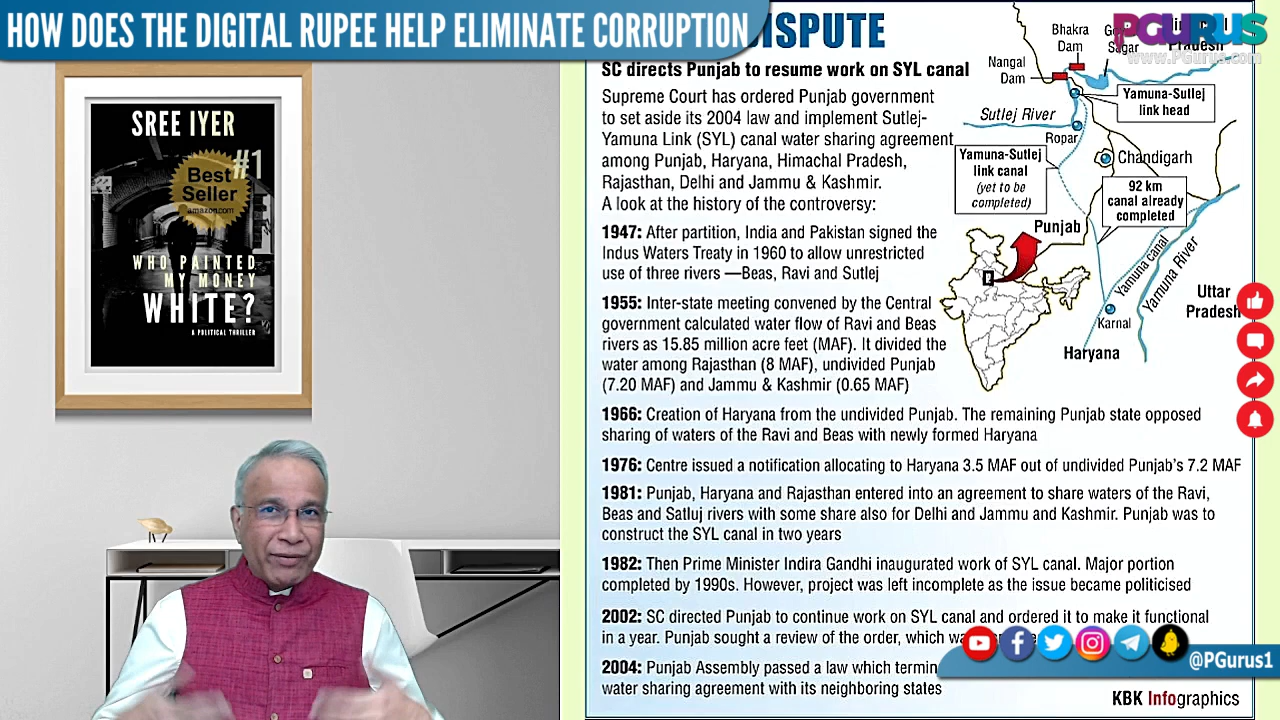 HOW DOES THE DIGITAL RUPEE HELP ELIMINATE CORRUPTION
DISPUTE
PGURUS
www.PGurus.com
SREE IYER
#1
Best
Seller
amazon.com
WHO PAINTED
MY MONEY
WHITE?
A POLITICAL THRILLER
SC directs Punjab to resume work on SYL canal
Supreme Court has ordered Punjab government
to set aside its 2004 law and implement Sutlej-
Yamuna Link (SYL) canal water sharing agreement
among Punjab, Haryana, Himachal Pradesh,
Rajasthan, Delhi and Jammu & Kashmir.
A look at the history of the controversy:
1947: After partition, India and Pakistan signed the
Indus Waters Treaty in 1960 to allow unrestricted
use of three rivers —Beas, Ravi and Sutlej
1955: Inter-state meeting convened by the Central
government calculated water flow of Ravi and Beas
rivers as 15.85 million acre feet (MAF). It divided the
water among Rajasthan (8 MAF), undivided Punjab
(7.20 MAF) and Jammu & Kashmir (0.65 MAF)
1966: Creation of Haryana from the undivided Punjab. The remaining Punjab state opposed
sharing of waters of the Ravi and Beas with newly formed Haryana
1976: Centre issued a notification allocating to Haryana 3.5 MAF out of undivided Punjab's 7.2 MAF
1981: Punjab, Haryana and Rajasthan entered into an agreement to share waters of the Ravi,
Beas and Satluj rivers with some share also for Delhi and Jammu and Kashmir. Punjab was to
construct the SYL canal in two years
1982: Then Prime Minister Indira Gandhi inaugurated work of SYL canal. Major portion
completed by 1990s. However, project was left incomplete as the issue became politicised
2002: SC directed Punjab to continue work on SYL canal and ordered it to make it functional
in a year. Punjab sought a review of the order, which
2004: Punjab Assembly passed a law which
water sharing agreement with its neighboring states
Bhakra
Dam
Sagar
Pradesh
Nangal
Dam
Yamuna-Sutlej
link head
Sutlej River
Ropar
Chandigarh
Yamuna-Sutlej
link canal
(yet to be
completed)
92 km
canal already
completed
Punjab
Yamuna canal
Yamuna River
Uttar
Pradesh
Karnal
Haryana
@PGurus1
KBK Infographics